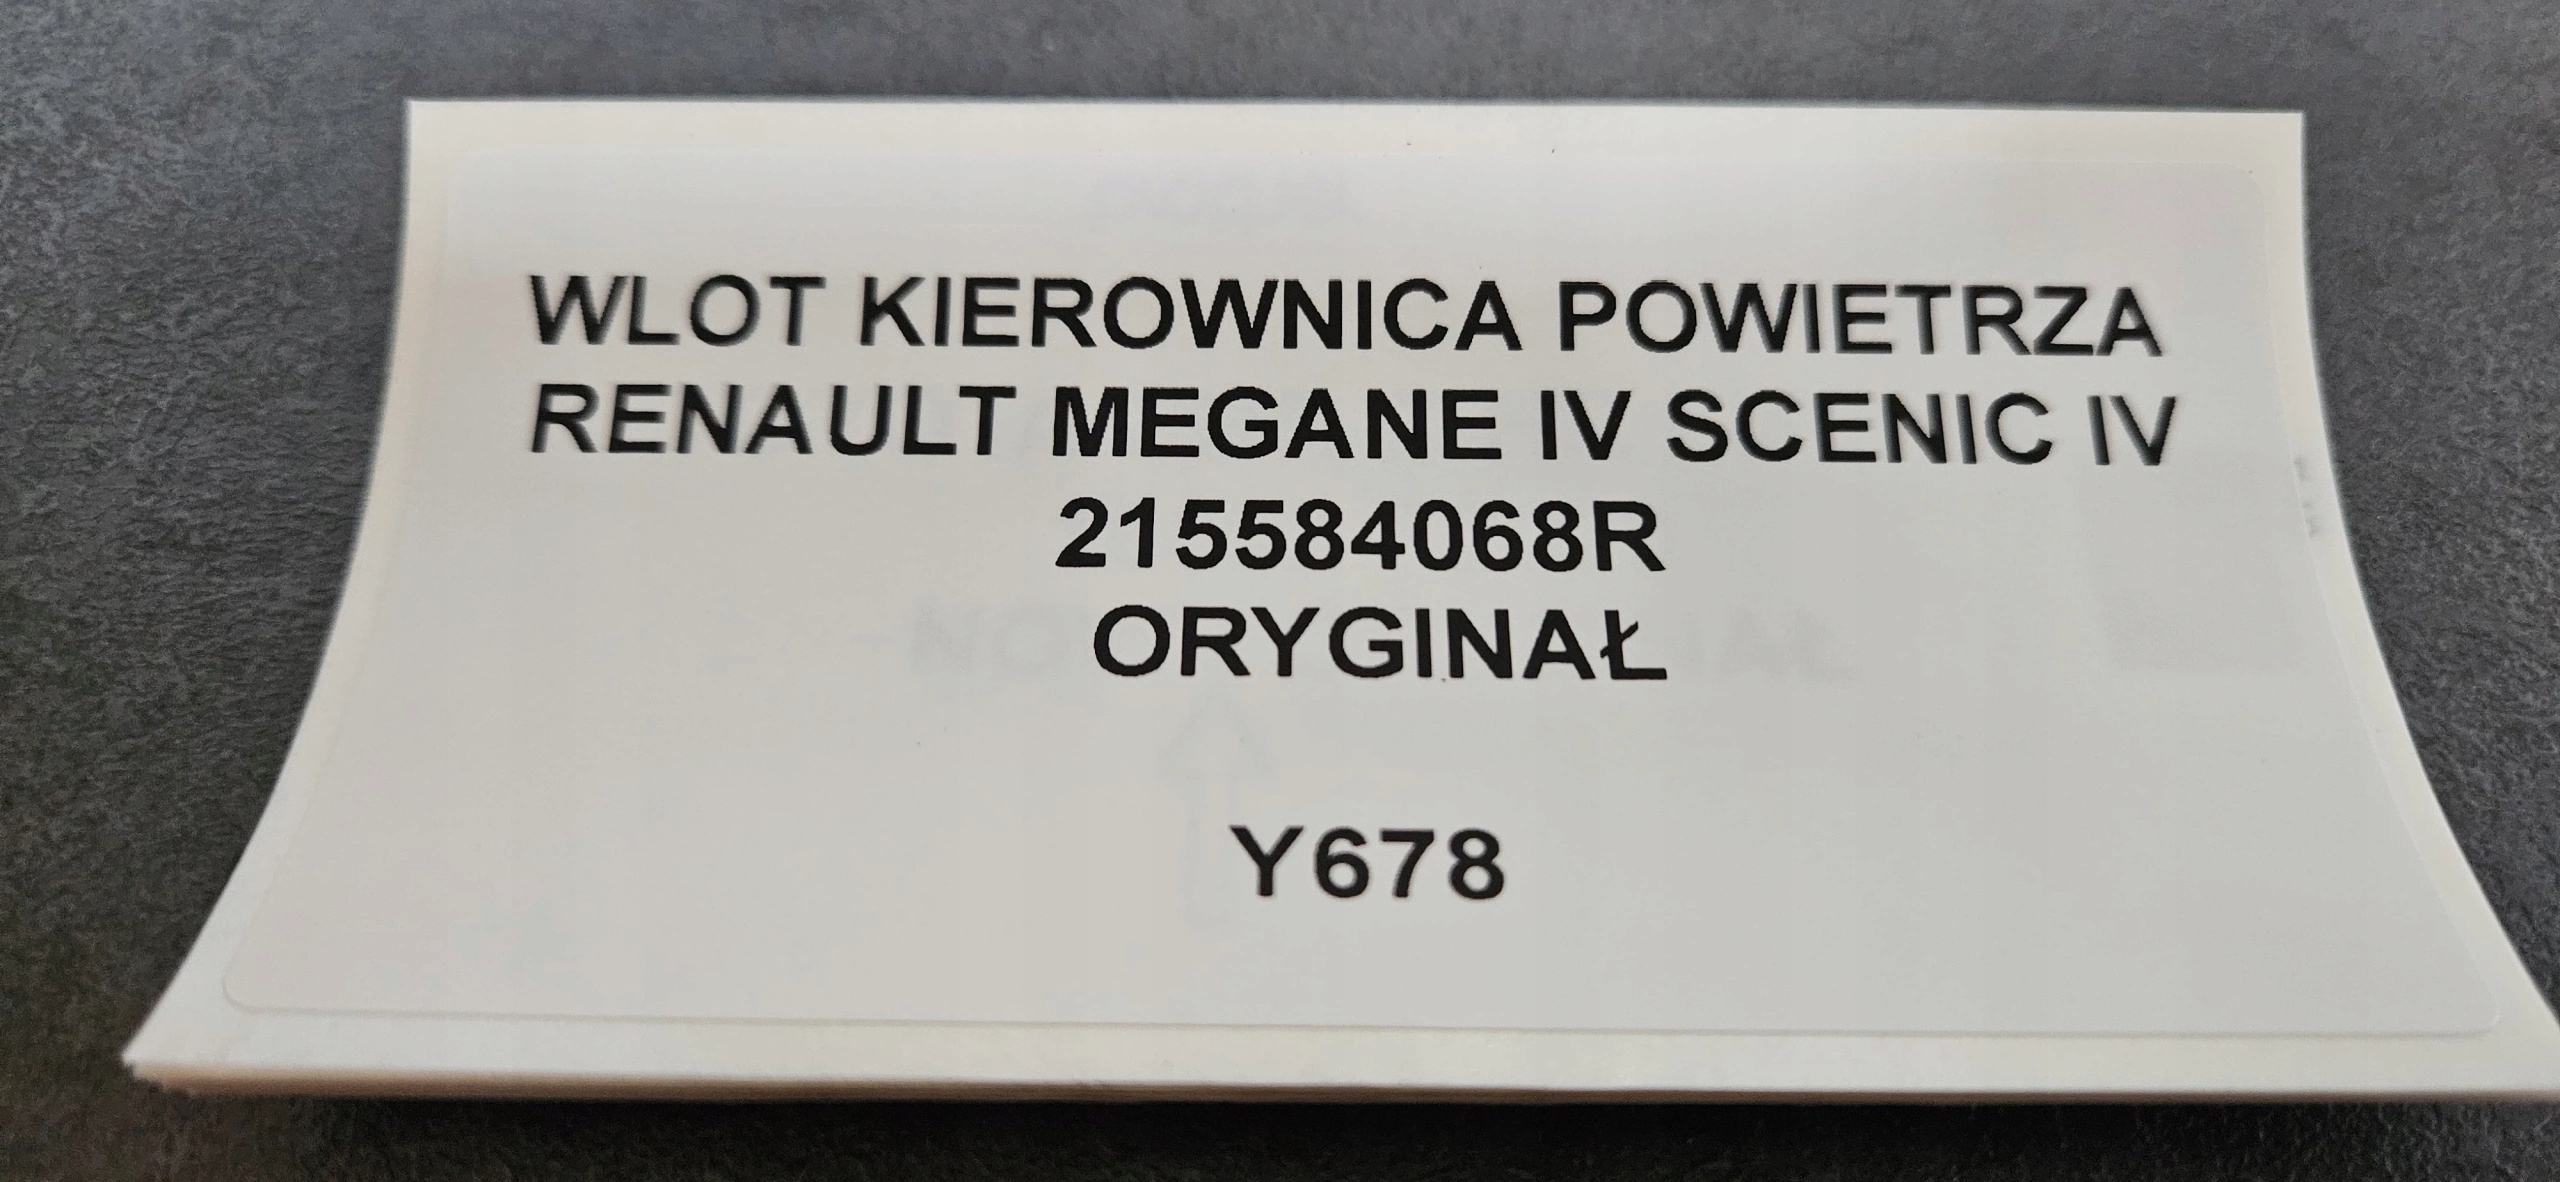 WLOT KIEROWNICA POWIETRZA
RENAULT MEGANE IV SCENIC IV
215584068R
ORYGINAŁ
Y678